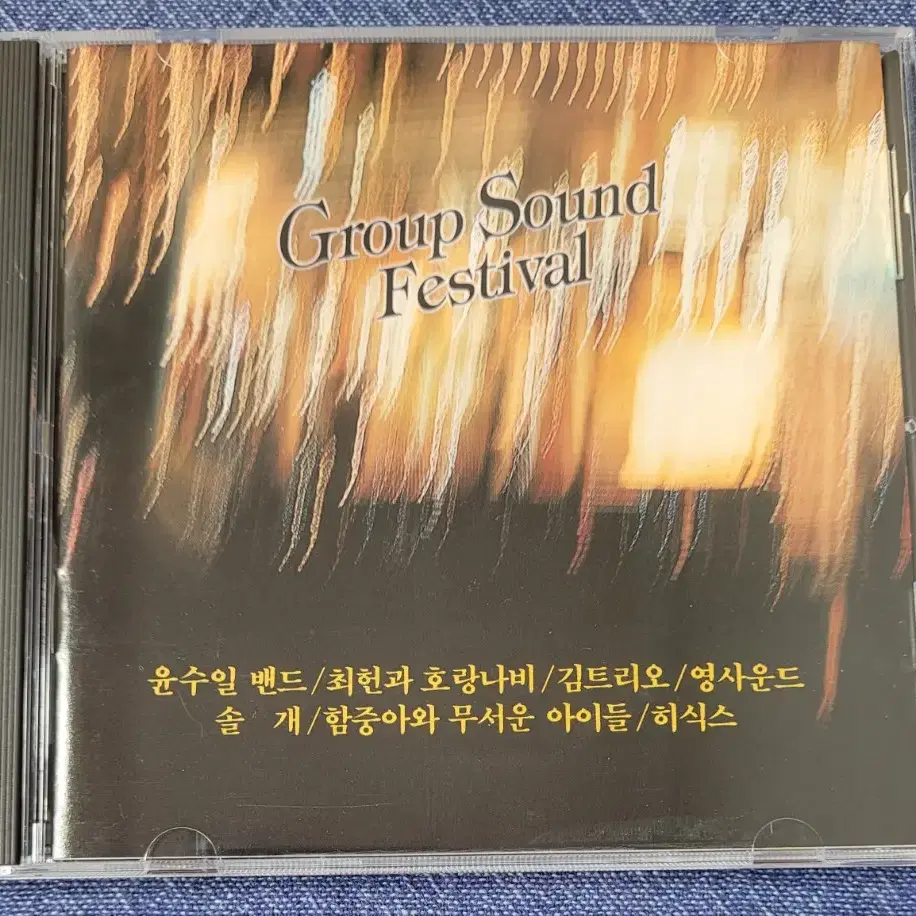 Group Sound
Festival
윤수일 밴드/최헌과 호랑나비/김트리오/영사운드
솔 개/함중아와 무서운 아이들/히식스